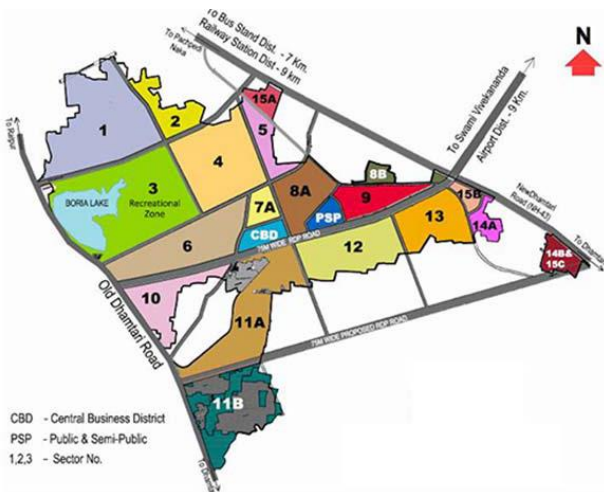 To Bus Stand Dist. - 7 Km.
Railway Station Dist - 9 km
To Pachpedi
Naka
N
To Swami Vivekananda
Airport Dist.- 9 Km.
To Raipur
1
2
15A
5
4
3
Recreational
Zone
BORIA LAKE
8A
8B
7A
9
PSP
CBD
6
75M WIDE RDP ROAD
15B
14A
13
12
NewDhamtari
Road (NH-43)
To Dhamtari
14B&
15C
10
11A
Old Dhamtari Road
75M WIDE PROPOSED RDP ROAD
11B
CBD - Central Business District
PSP - Public & Semi-Public
1,2,3 - Sector No.